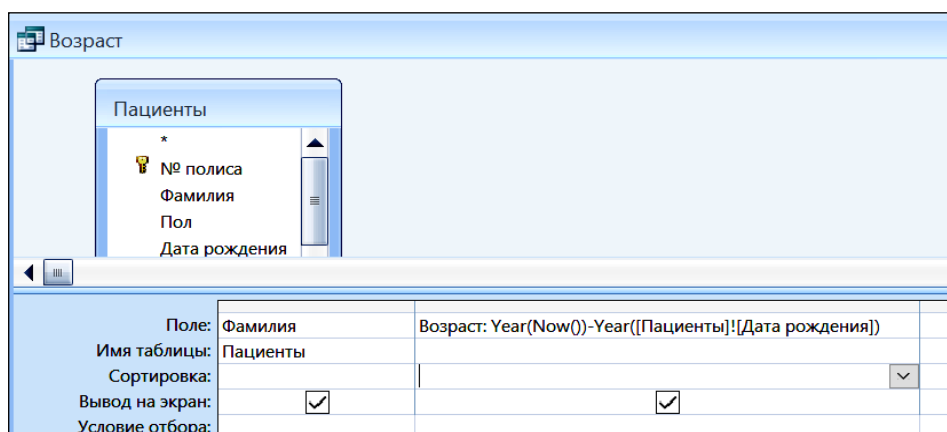 Возраст
Пациенты
*
№ полиса
Фамилия
Пол
Дата рождения
Поле: Фамилия Возраст: Year(Now())-Year([Пациенты]![Дата рождения])
Имя таблицы: Пациенты
Сортировка:
Вывод на экран:
Условие отбора: